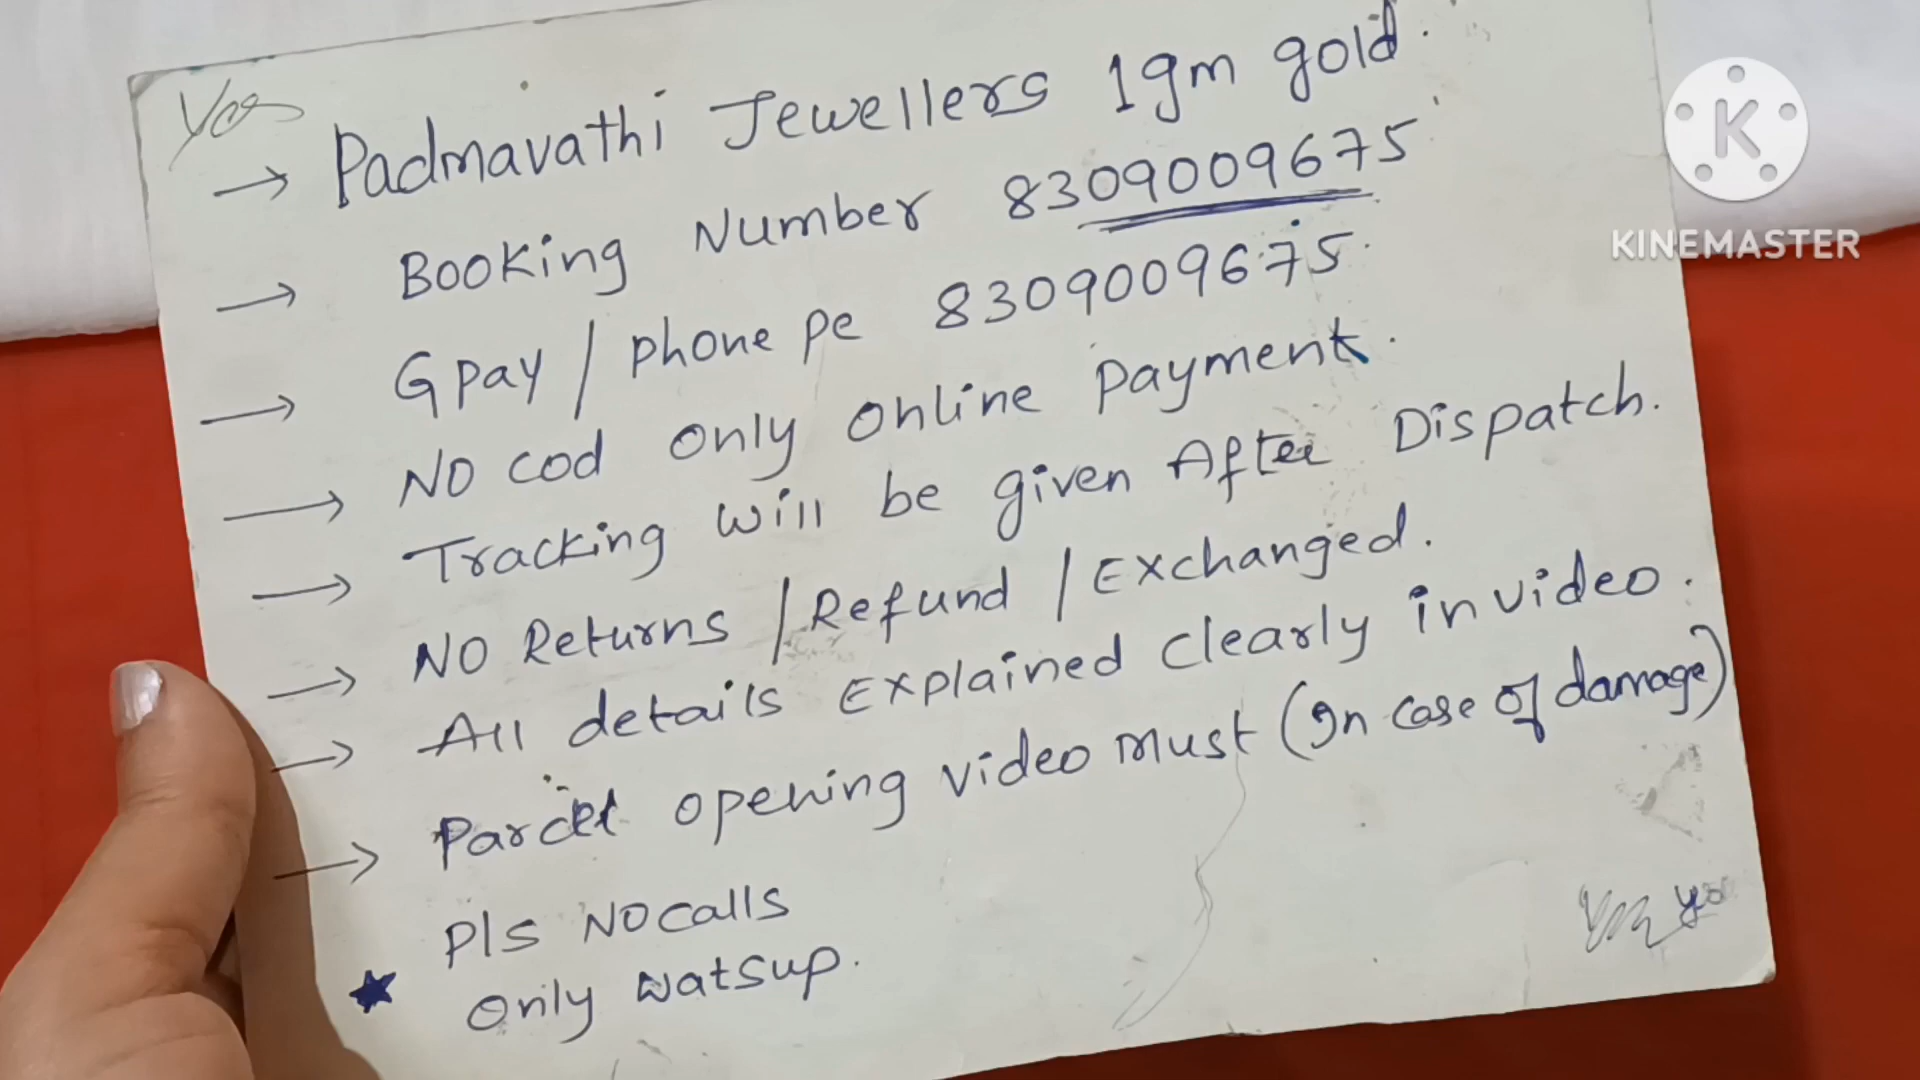 Yes
→ Padmavathi Jewellers 1gm gold.
→ Booking Number 8309009675
→ Gpay / phone pe 8309009675.
→ NO cod only online payment.
→ Tracking will be given After Dispatch.
→ NO Returns / Refund / Exchanged.
→ All details Explained clearly in video.
→ Parcel opening video must (In case of damage)
Pls NO calls
★ only watsup.
K
KINEMASTER